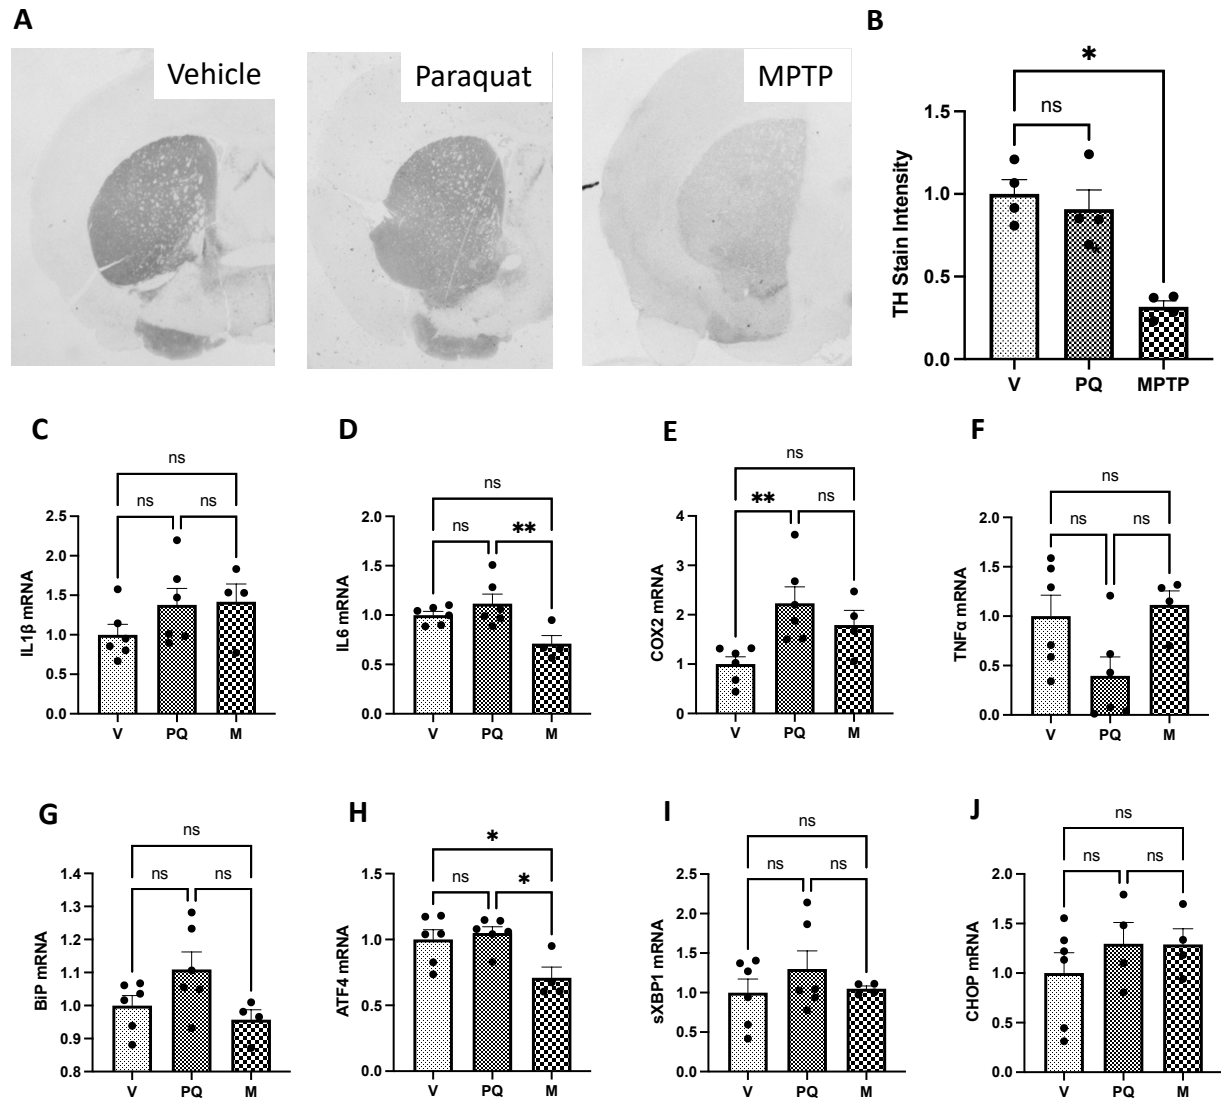 A
Vehicle
Paraquat
MPTP
B
*
ns
1.5
1.0
0.5
0.0
TH Stain Intensity
V PQ MPTP
C
ns
ns ns
2.5
2.0
1.5
1.0
0.5
0.0
IL1β mRNA
V PQ M
D
ns
ns **
2.0
1.5
1.0
0.5
0.0
IL6 mRNA
V PQ M
E
ns
** ns
4
3
2
1
0
COX2 mRNA
V PQ M
F
ns
ns ns
2.0
1.5
1.0
0.5
0.0
TNFα mRNA
V PQ M
G
ns
ns ns
1.4
1.3
1.2
1.1
1.0
0.9
0.8
BiP mRNA
V PQ M
H
*
ns *
1.5
1.0
0.5
0.0
ATF4 mRNA
V PQ M
I
ns
ns ns
2.5
2.0
1.5
1.0
0.5
0.0
sXBP1 mRNA
V PQ M
J
ns
ns ns
2.0
1.5
1.0
0.5
0.0
CHOP mRNA
V PQ M